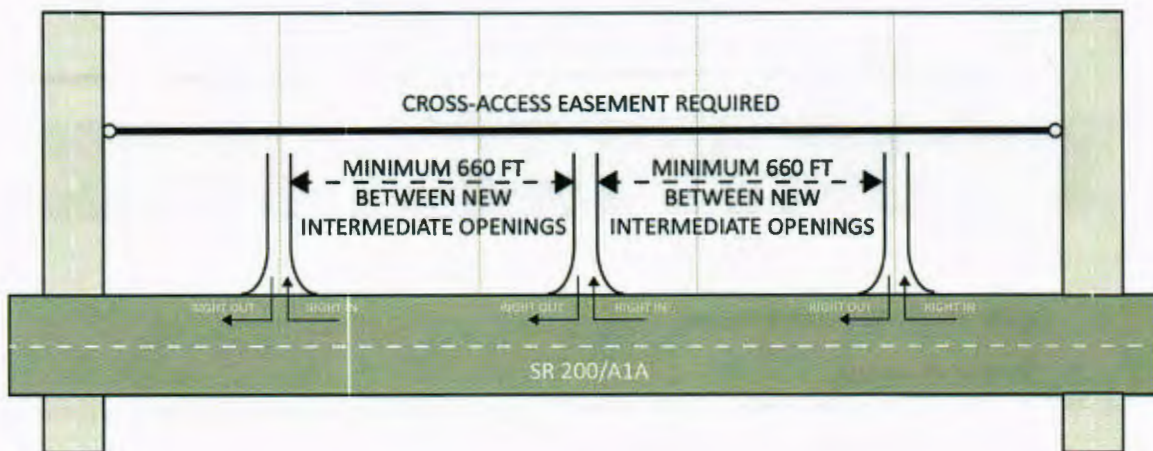 CROSS-ACCESS EASEMENT REQUIRED
MINIMUM 660 FT
BETWEEN NEW
INTERMEDIATE OPENINGS
MINIMUM 660 FT
BETWEEN NEW
INTERMEDIATE OPENINGS
RIGHT OUT
RIGHT IN
RIGHT OUT
RIGHT IN
RIGHT OUT
RIGHT IN
SR 200/A1A